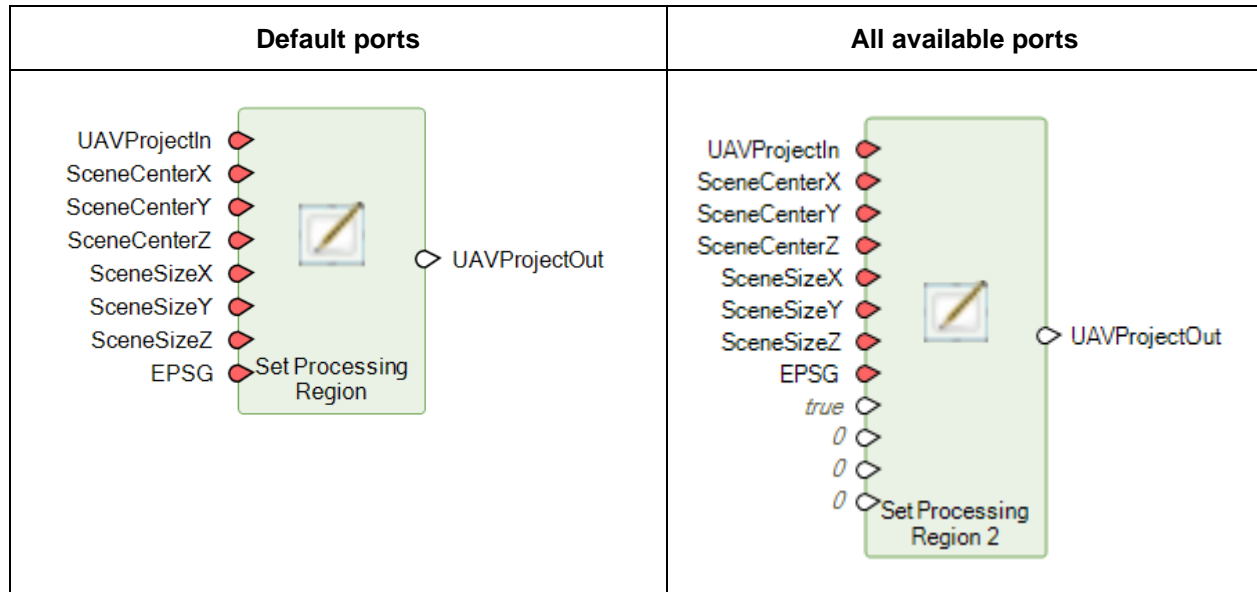 Default ports
All available ports
UAVProjectIn
SceneCenterX
SceneCenterY
SceneCenterZ
SceneSizeX
SceneSizeY
SceneSizeZ
EPSG
Set Processing
Region
UAVProjectOut
UAVProjectIn
SceneCenterX
SceneCenterY
SceneCenterZ
SceneSizeX
SceneSizeY
SceneSizeZ
EPSG
true
0
0
0
Set Processing
Region 2
UAVProjectOut